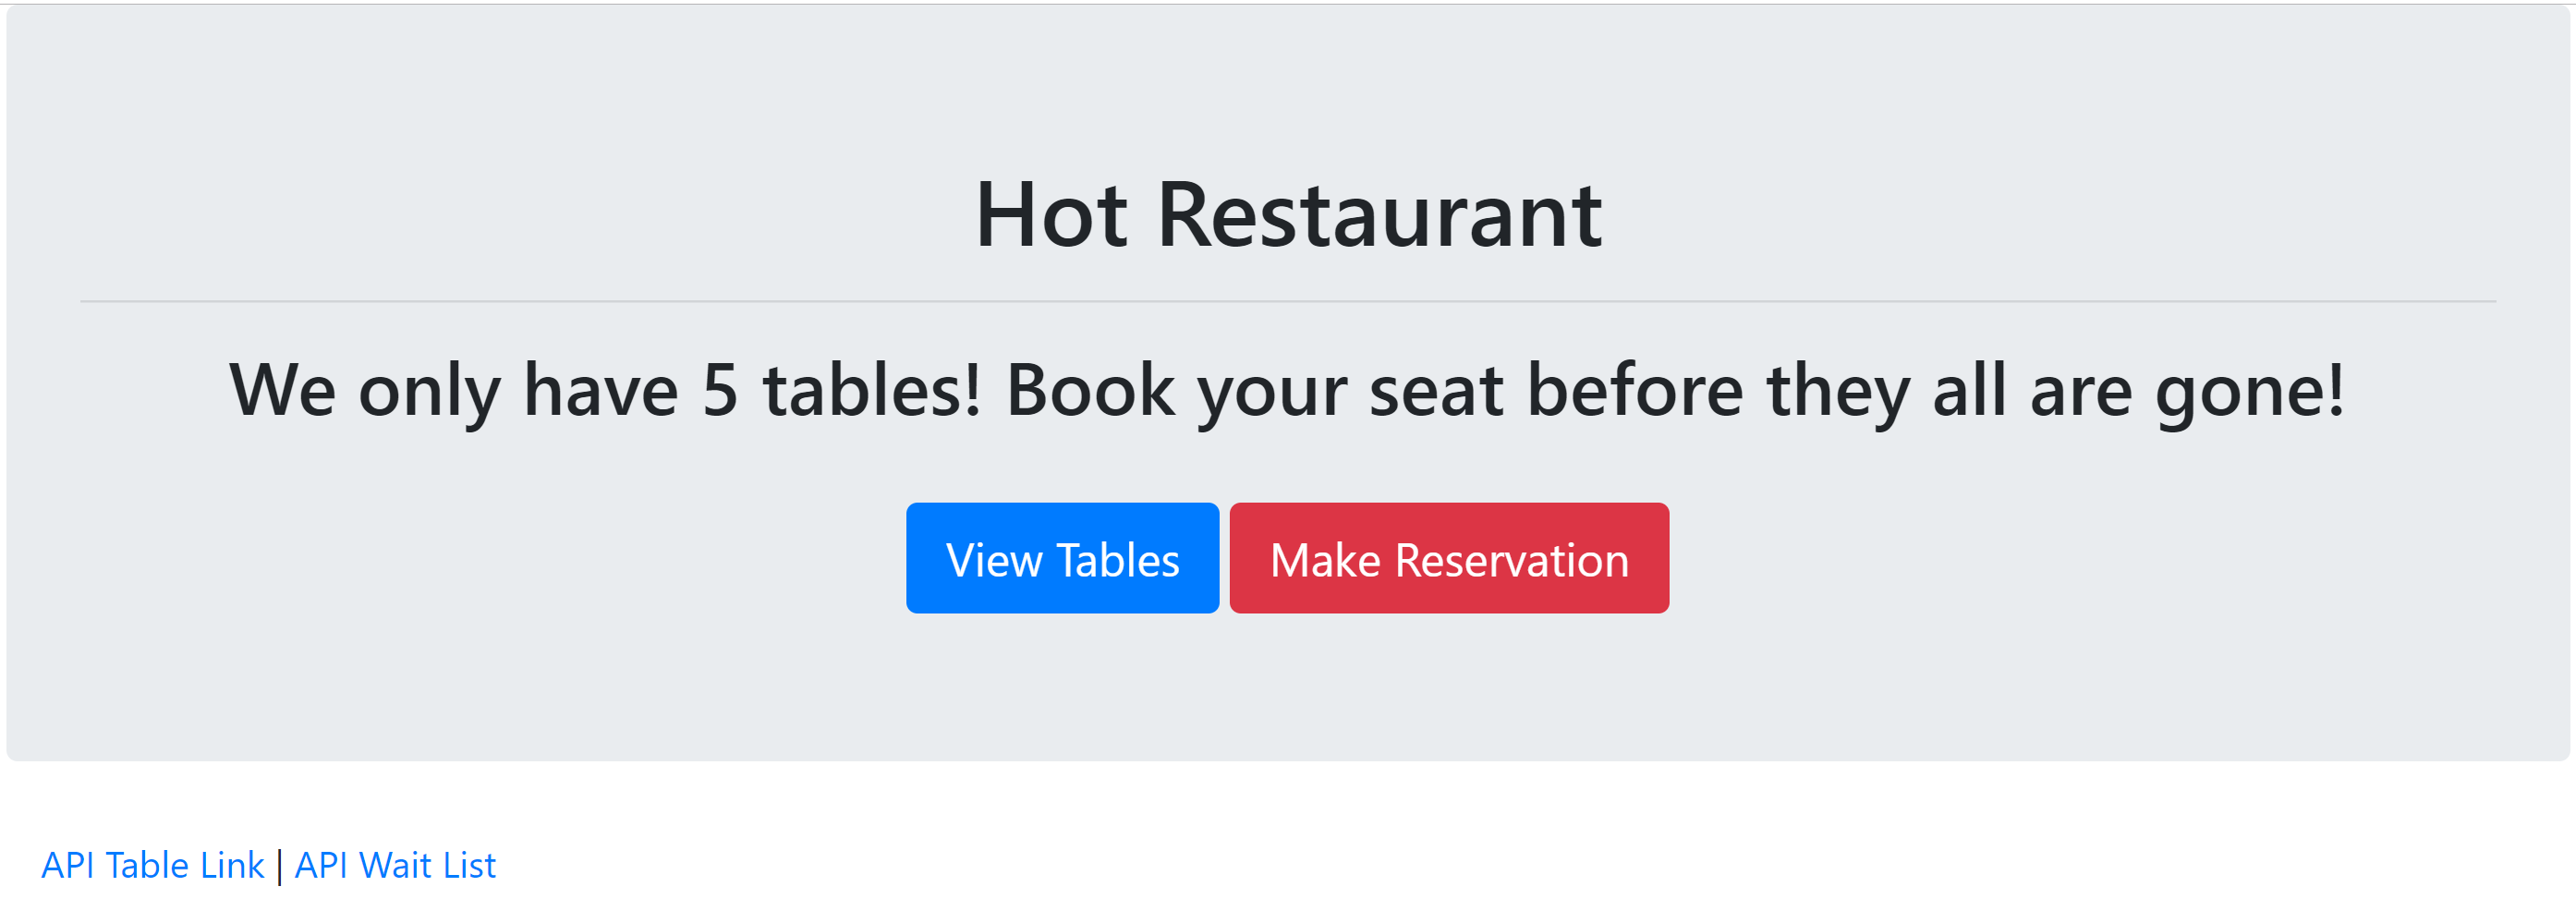 Hot Restaurant
We only have 5 tables! Book your seat before they all are gone!
View Tables Make Reservation
API Table Link | API Wait List